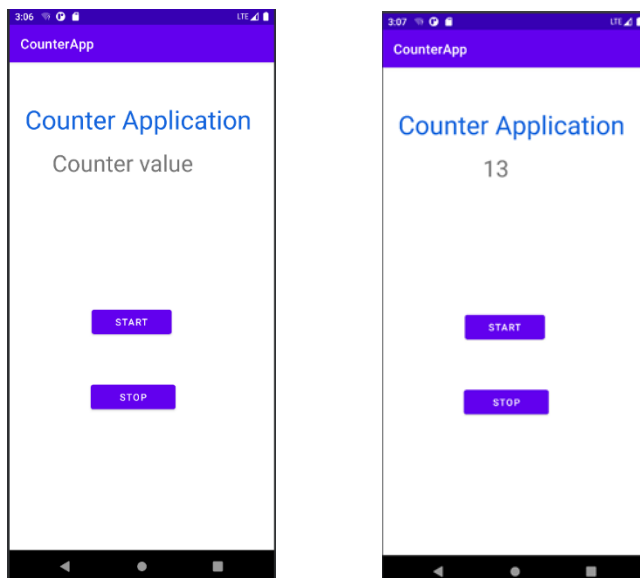 3:06 LTE
CounterApp
Counter Application
Counter value
START
STOP
3:07 LTE
CounterApp
Counter Application
13
START
STOP